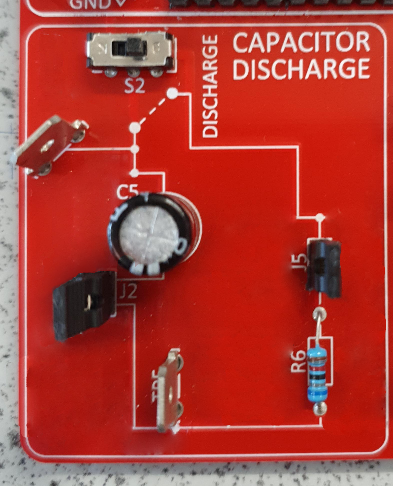 GND
CAPACITOR
DISCHARGE
S2
DISCHARGE
C5
J2
J5
R6